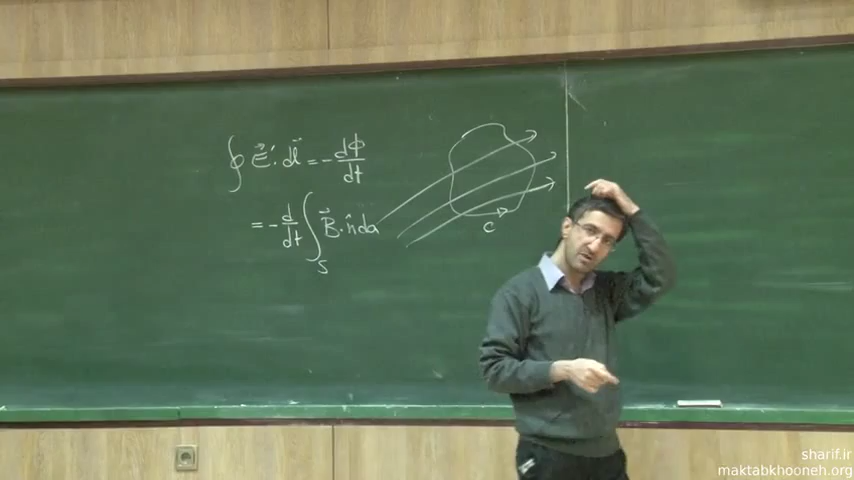 ∮ E⃗'. dl⃗ = - dΦ/dt
= - d/dt ∫_S B⃗ . n̂ da
C
sharif.ir
maktabkhooneh.org